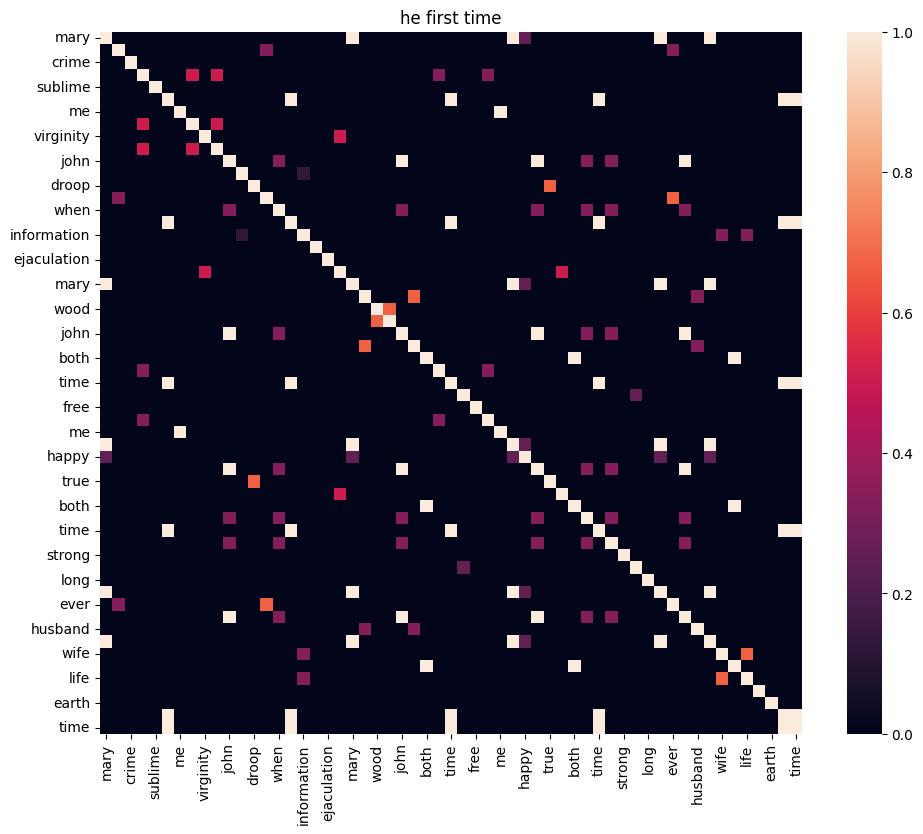 he first time
mary
crime
sublime
me
virginity
john
droop
when
information
ejaculation
mary
wood
john
both
time
free
me
happy
true
both
time
strong
long
ever
husband
wife
life
earth
time
1.0
0.8
0.6
0.4
0.2
0.0
mary
crime
sublime
me
virginity
john
droop
when
information
ejaculation
mary
wood
john
both
time
free
me
happy
true
both
time
strong
long
ever
husband
wife
life
earth
time